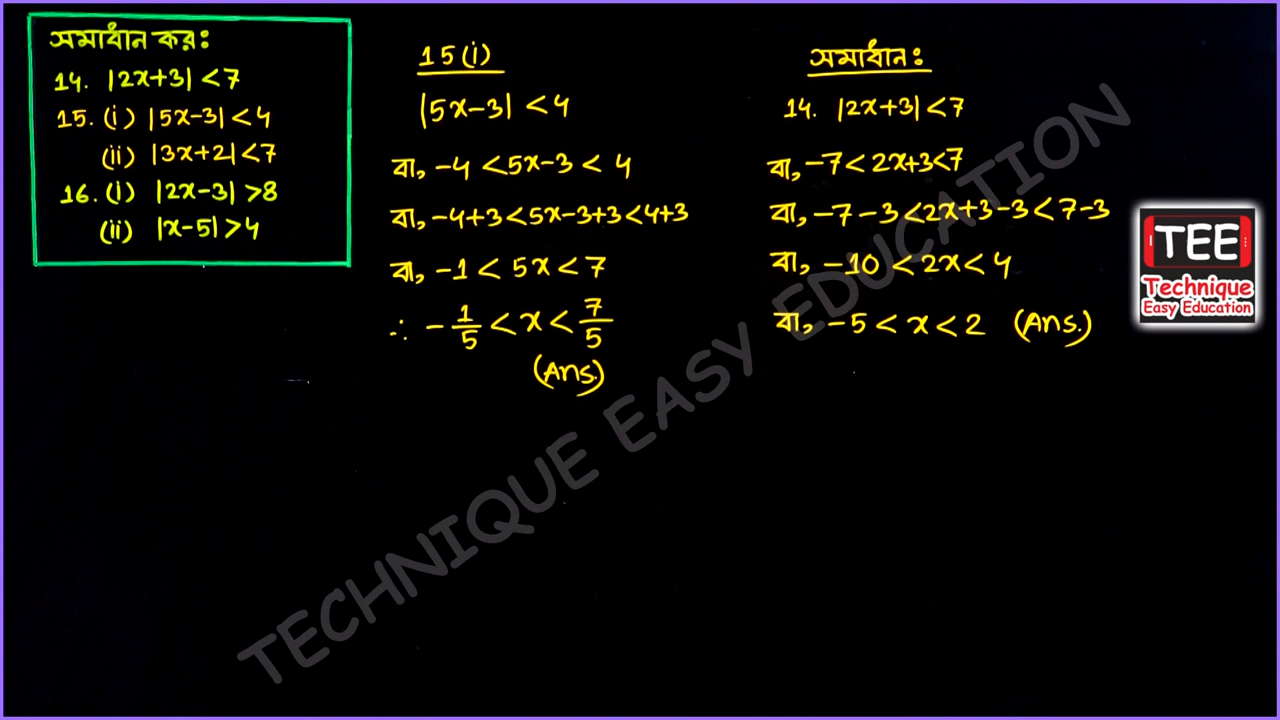 সমাধান করঃ
14. |2x+3| < 7
15. (i) |5x-3| < 4
(ii) |3x+2| < 7
16. (i) |2x-3| > 8
(ii) |x-5| > 4
15 (i)
|5x-3| < 4
বা, -4 < 5x-3 < 4
বা, -4+3 < 5x-3+3 < 4+3
বা, -1 < 5x < 7
∴ -1/5 < x < 7/5
(Ans.)
সমাধানঃ
14. |2x+3| < 7
বা, -7 < 2x+3 < 7
বা, -7-3 < 2x+3-3 < 7-3
বা, -10 < 2x < 4
বা, -5 < x < 2 (Ans.)
TEE
Technique
Easy Education
TECHNIQUE EASY EDUCATION